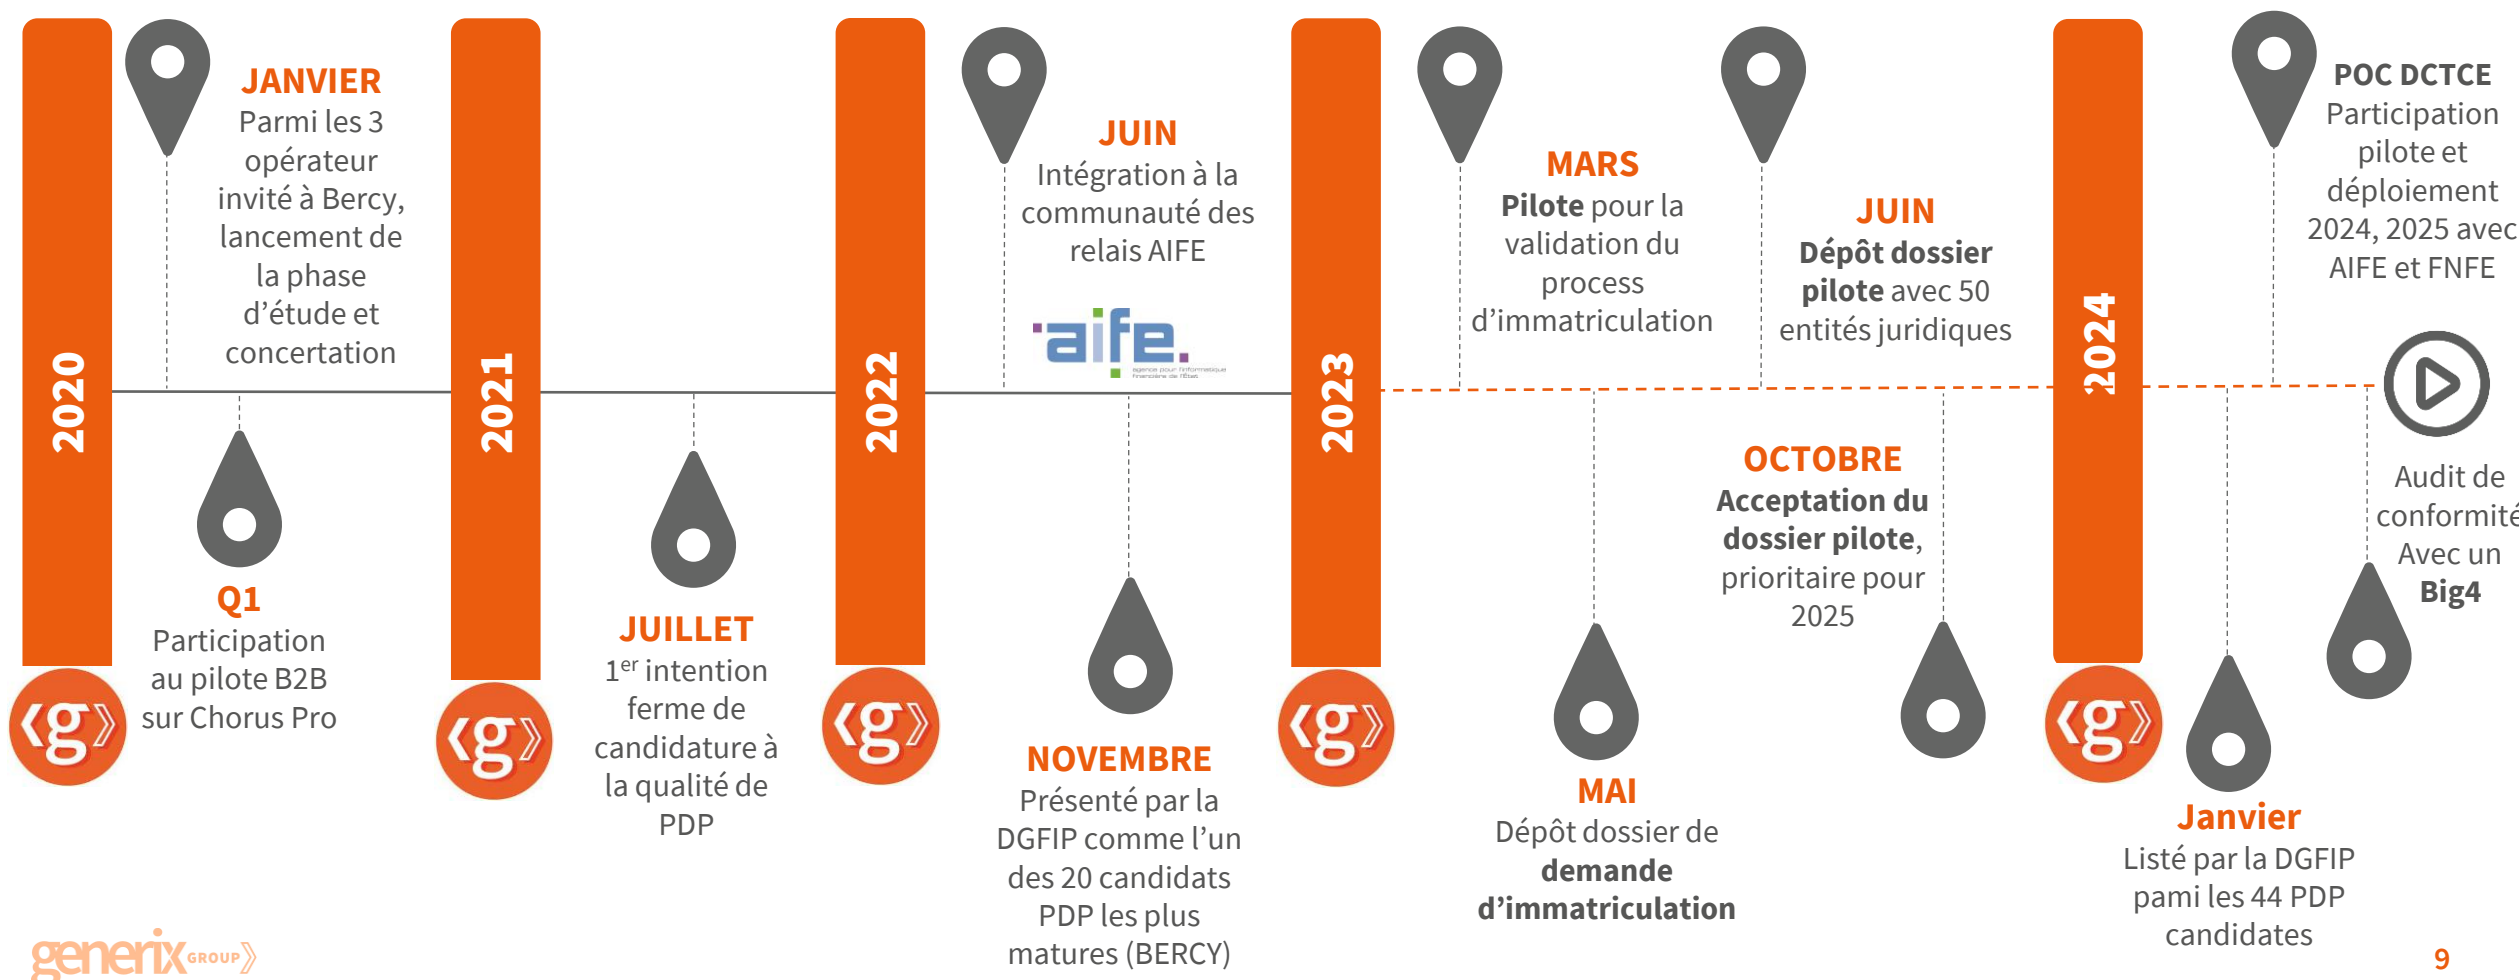 2020
JANVIER
Parmi les 3
opérateur
invité à Bercy,
lancement de
la phase
d’étude et
concertation
Q1
Participation
au pilote B2B
sur Chorus Pro
‹g»
2021
‹g»
JUILLET
1er intention
ferme de
candidature à
la qualité de
PDP
2022
‹g»
JUIN
Intégration à la
communauté des
relais AIFE
aife.
agence pour l'informatique
financière de l'État
NOVEMBRE
Présenté par la
DGFIP comme l’un
des 20 candidats
PDP les plus
matures (BERCY)
2023
‹g»
MARS
Pilote pour la
validation du
process
d’immatriculation
MAI
Dépôt dossier de
demande
d’immatriculation
JUIN
Dépôt dossier
pilote avec 50
entités juridiques
OCTOBRE
Acceptation du
dossier pilote,
prioritaire pour
2025
2024
‹g»
Janvier
Listé par la DGFIP
pami les 44 PDP
candidates
POC DCTCE
Participation
pilote et
déploiement
2024, 2025 avec
AIFE et FNFE
Audit de
conformité
Avec un
Big4
generix GROUP»
9